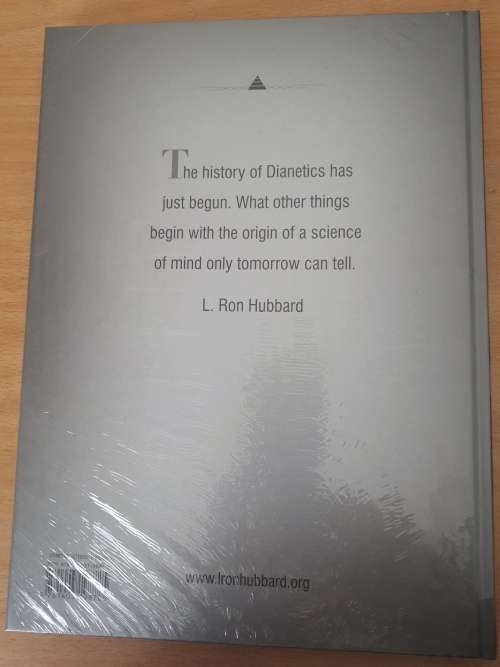 The history of Dianetics has
just begun. What other things
begin with the origin of a science
of mind only tomorrow can tell.
L. Ron Hubbard
www.lronhubbard.org